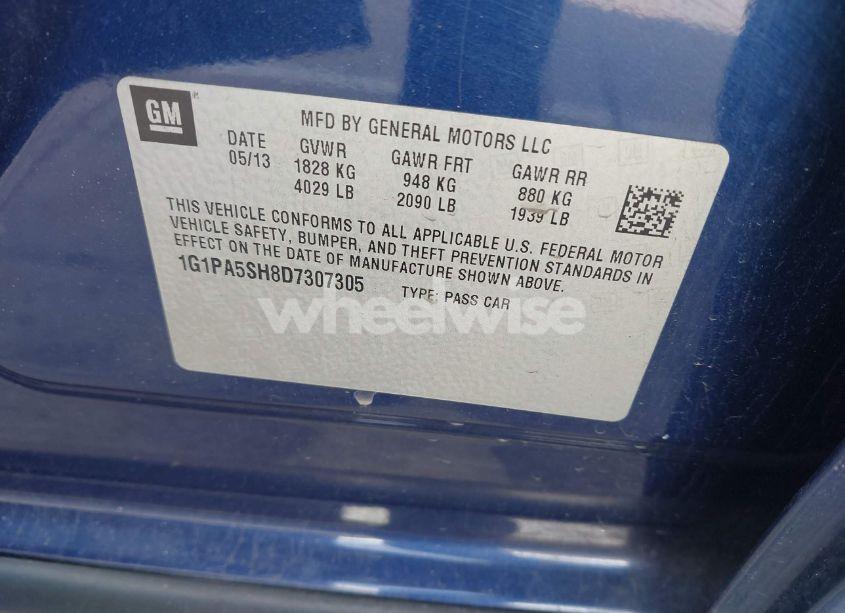 GM
MFD BY GENERAL MOTORS LLC
DATE GVWR GAWR FRT GAWR RR
05/13 1828 KG 948 KG 880 KG
4029 LB 2090 LB 1939 LB
THIS VEHICLE CONFORMS TO ALL APPLICABLE U.S. FEDERAL MOTOR
VEHICLE SAFETY, BUMPER, AND THEFT PREVENTION STANDARDS IN
EFFECT ON THE DATE OF MANUFACTURE SHOWN ABOVE.
1G1PA5SH8D7307305 TYPE: PASS CAR
wheelwise